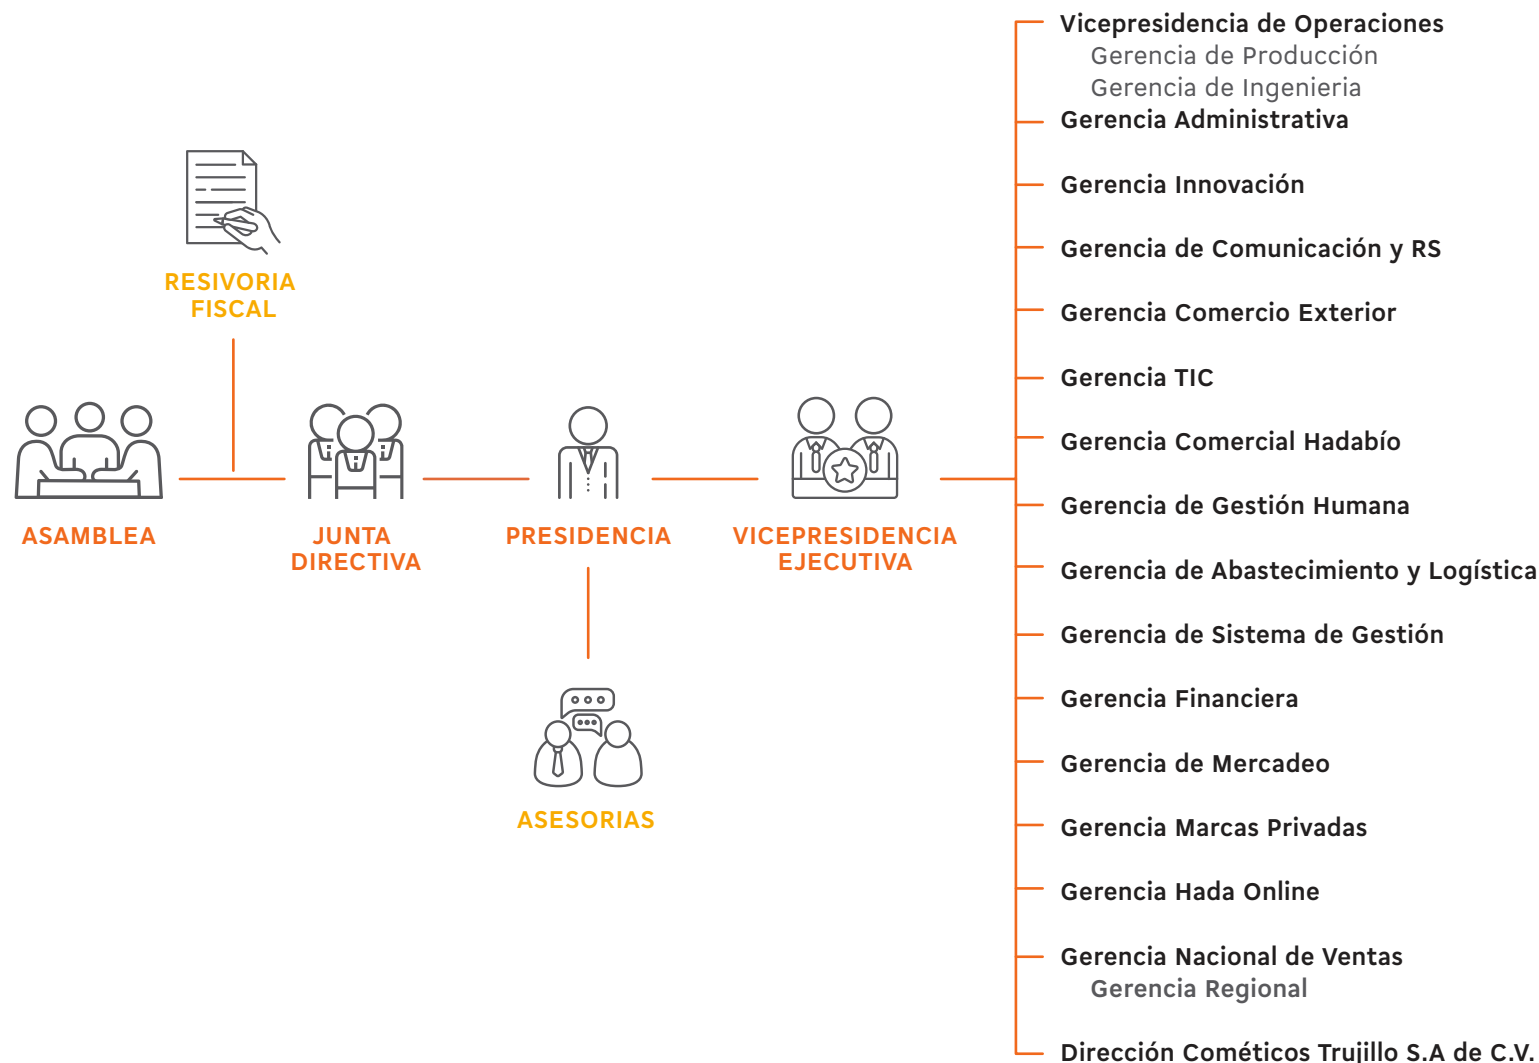 RESIVORIA
FISCAL
ASAMBLEA
JUNTA
DIRECTIVA
PRESIDENCIA
VICEPRESIDENCIA
EJECUTIVA
ASESORIAS
Vicepresidencia de Operaciones
Gerencia de Producción
Gerencia de Ingenieria
Gerencia Administrativa
Gerencia Innovación
Gerencia de Comunicación y RS
Gerencia Comercio Exterior
Gerencia TIC
Gerencia Comercial Hadabío
Gerencia de Gestión Humana
Gerencia de Abastecimiento y Logística
Gerencia de Sistema de Gestión
Gerencia Financiera
Gerencia de Mercadeo
Gerencia Marcas Privadas
Gerencia Hada Online
Gerencia Nacional de Ventas
Gerencia Regional
Dirección Cométicos Trujillo S.A de C.V.